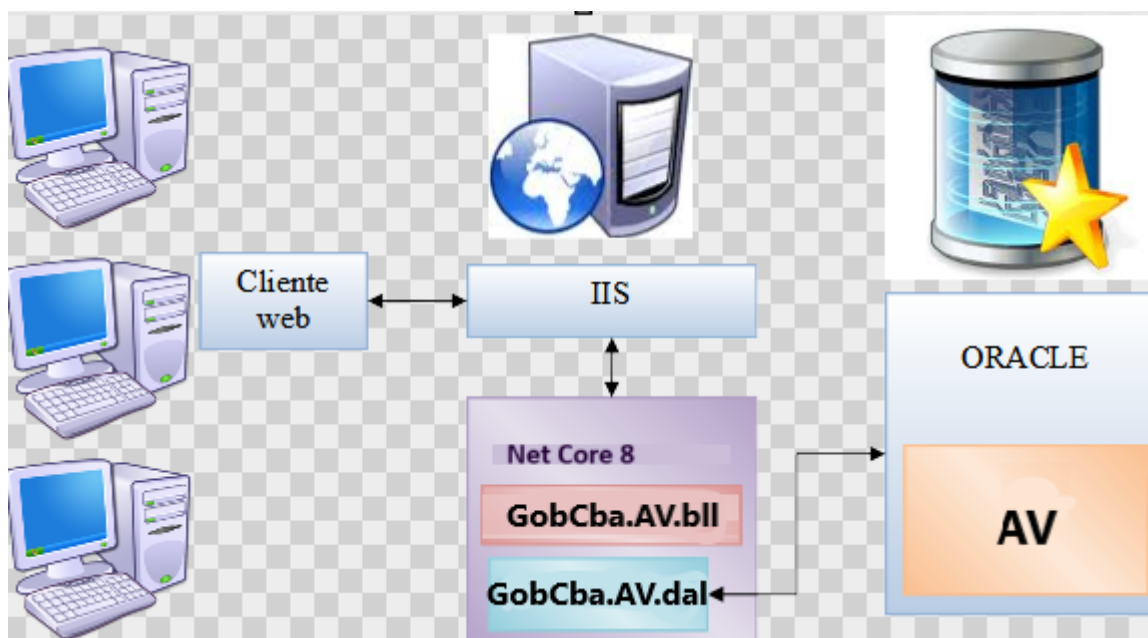 Cliente
web
IIS
ORACLE
Net Core 8
GobCba.AV.bll
AV
GobCba.AV.dal